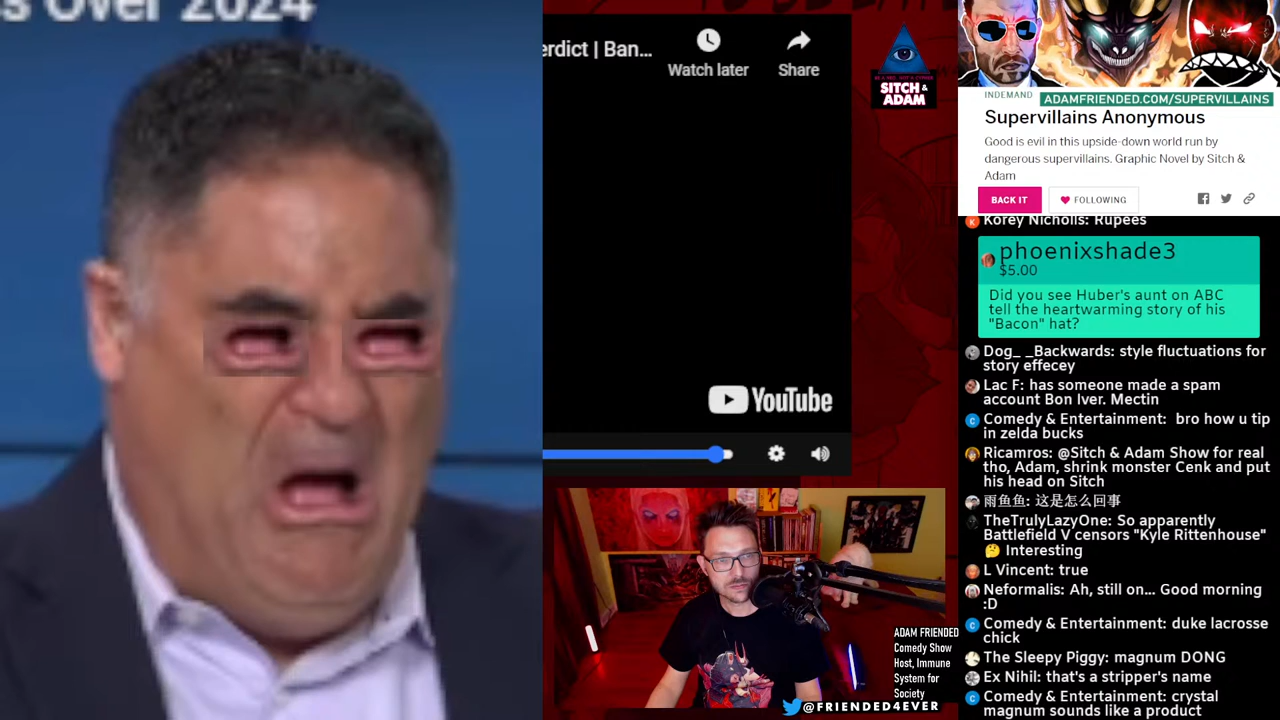 s Over 2024
erdict | Ban...
Watch later
Share
SITCH &
ADAM
YouTube
INDEMAND
ADAMFRIENDED.COM/SUPERVILLAINS
Supervillains Anonymous
Good is evil in this upside-down world run by
dangerous supervillains. Graphic Novel by Sitch &
Adam
BACK IT
FOLLOWING
Korey Nicholls: Rupees
phoenixshade3
$5.00
Did you see Huber's aunt on ABC
tell the heartwarming story of his
"Bacon" hat?
Dog_ _Backwards: style fluctuations for
story effecey
Lac F: has someone made a spam
account Bon Iver. Mectin
Comedy & Entertainment: bro how u tip
in zelda bucks
Ricamros: @Sitch & Adam Show for real
tho, Adam, shrink monster Cenk and put
his head on Sitch
雨鱼鱼: 这是怎么回事
TheTrulyLazyOne: So apparently
Battlefield V censors "Kyle Rittenhouse"
🤔 Interesting
L Vincent: true
Neformalis: Ah, still on... Good morning
:D
Comedy & Entertainment: duke lacrosse
chick
The Sleepy Piggy: magnum DONG
Ex Nihil: that's a stripper's name
Comedy & Entertainment: crystal
magnum sounds like a product
ADAM FRIENDED
Comedy Show
Host, Immune
System for
Society
@FRIENDED4EVER